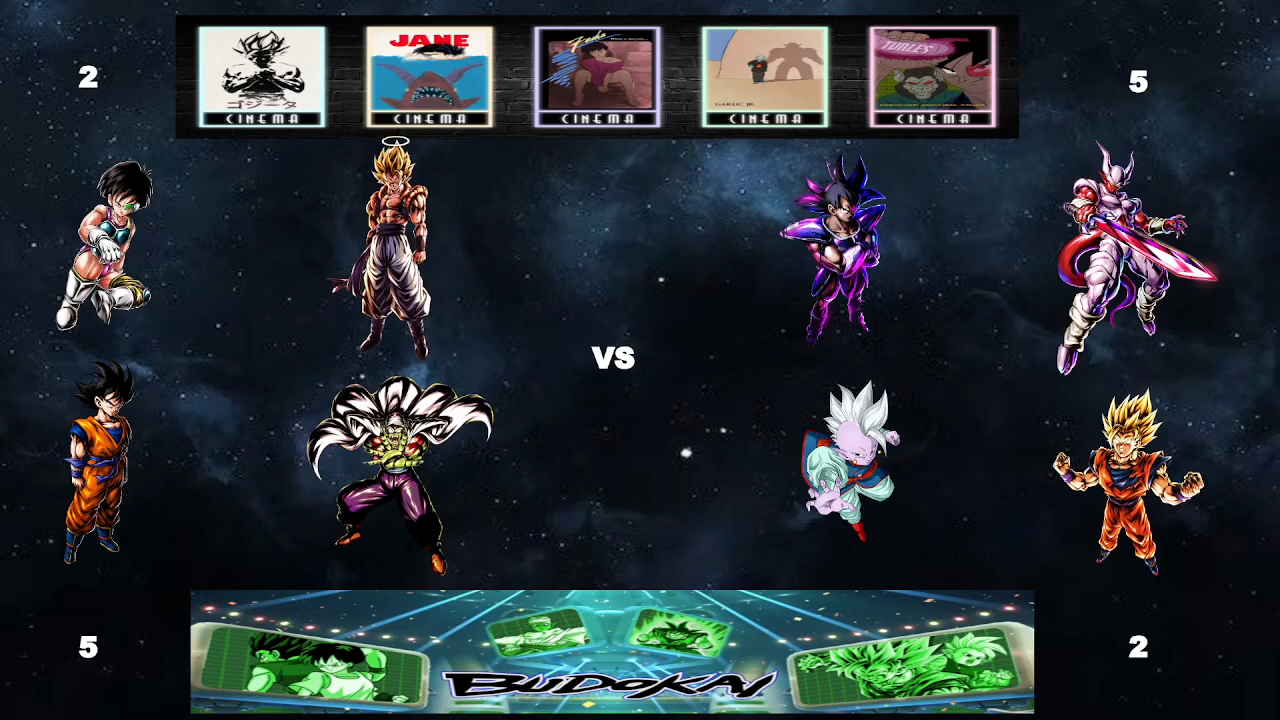 2
JANE
TURLES
5
ゴジータ
GARLIC JR.
CINEMA
CINEMA
CINEMA
CINEMA
CINEMA
VS
5
BUDOKAI
2